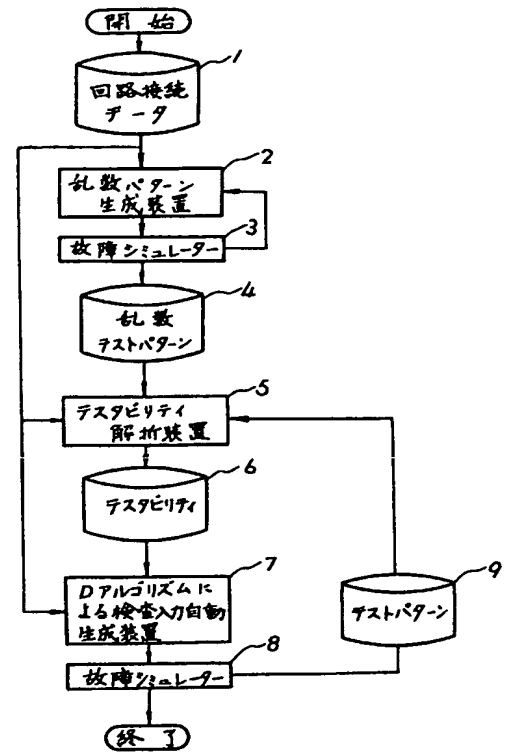 開始
1
回路接続
データ
2
乱数パターン
生成装置
3
故障シミュレーター
4
乱数
テストパターン
5
テスタビリティ
解析装置
6
テスタビリティ
7
Dアルゴリズムに
よる検査入力自動
生成装置
9
テストパターン
8
故障シミュレーター
終了